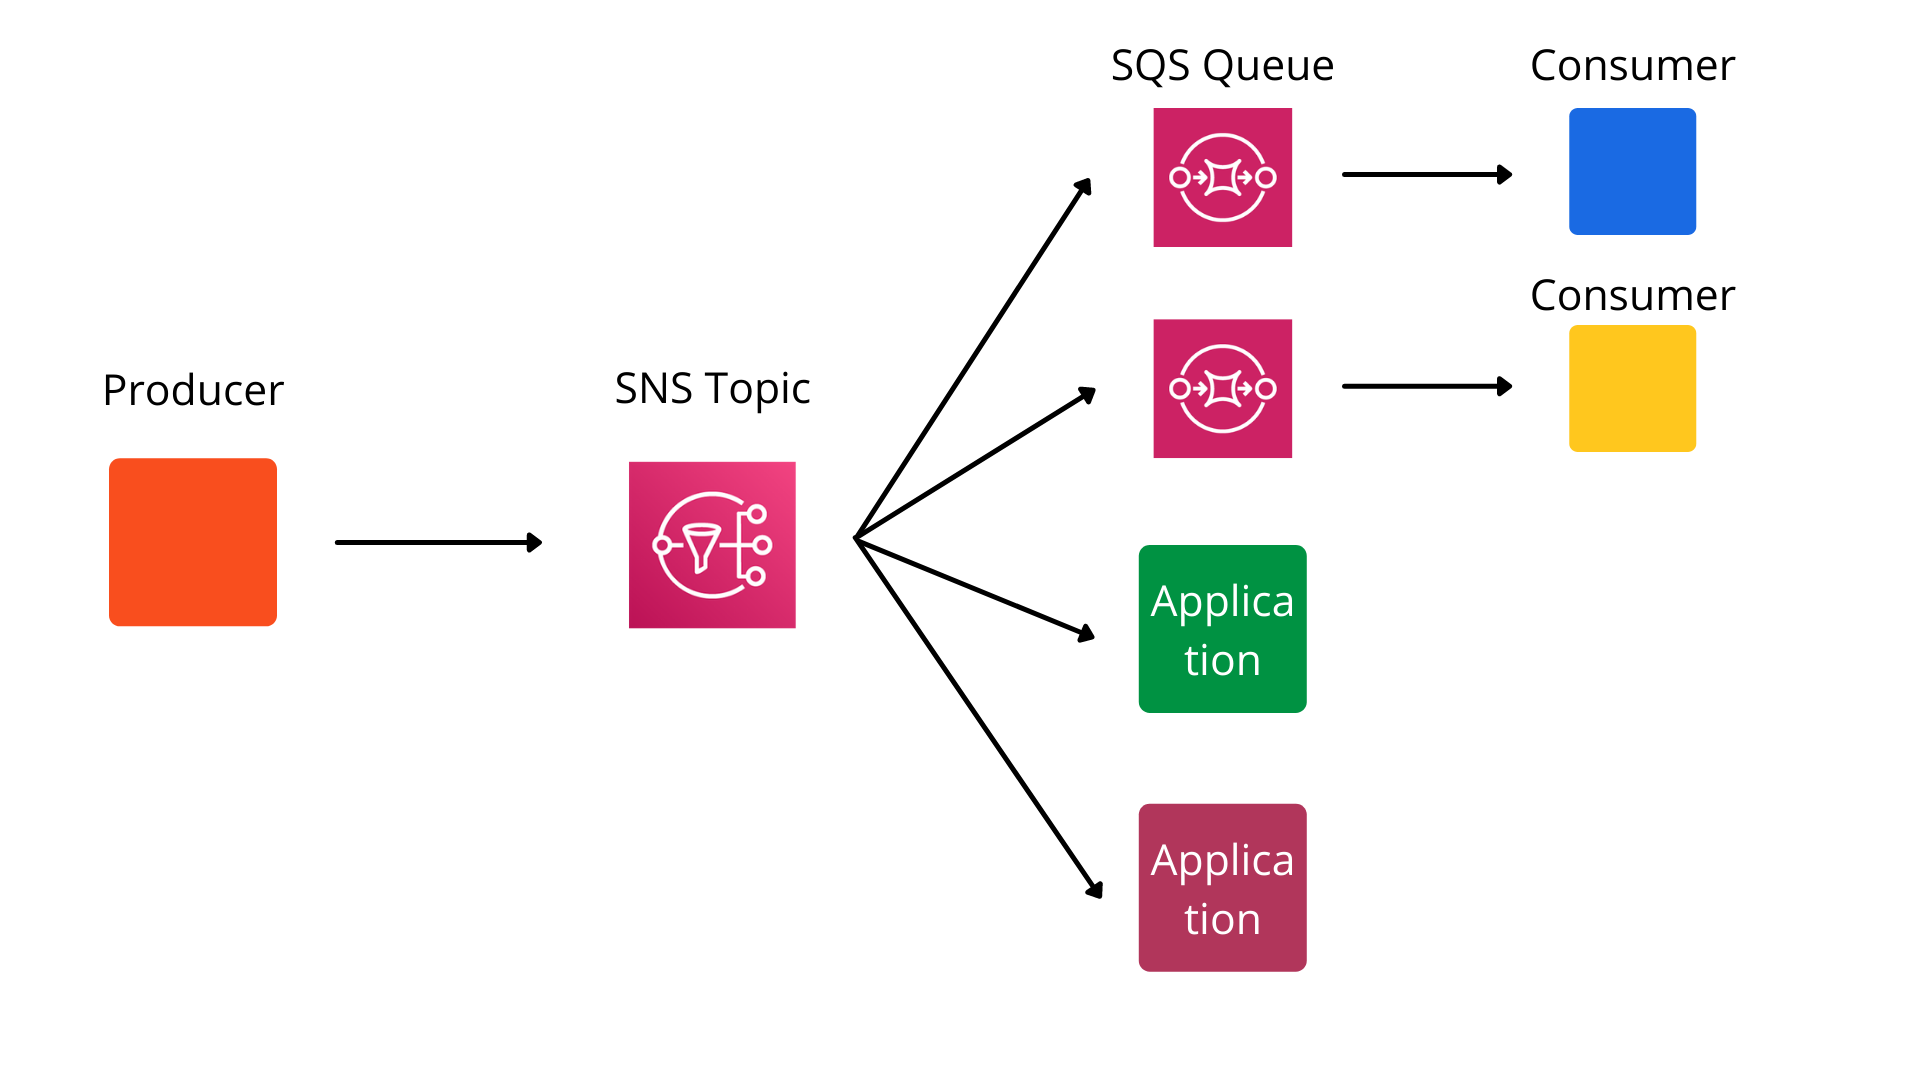 SQS Queue
Consumer
Consumer
Producer
SNS Topic
Applica
tion
Applica
tion